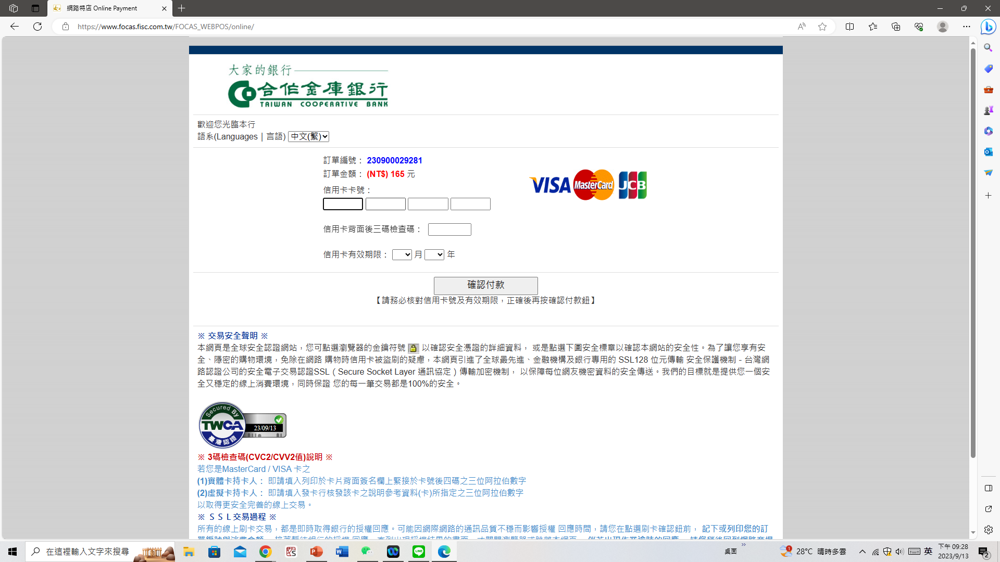 網路特店 Online Payment
https://www.focas.fisc.com.tw/FOCAS_WEBPOS/online/
大家的銀行
合作金庫銀行
TAIWAN COOPERATIVE BANK
歡迎您光臨本行
語系(Languages | 言語) 中文(繁)
訂單編號： 230900029281
訂單金額： (NT$) 165 元
VISA MasterCard JCB
信用卡卡號：
信用卡背面後三碼檢查碼：
信用卡有效期限： 月 年
確認付款
【請務必核對信用卡號及有效期限，正確後再按確認付款鈕】
※ 交易安全聲明 ※
本網頁是全球安全認證網站，您可點選瀏覽器的金鑰符號 以確認安全憑證的詳細資料， 或是點選下圖安全標章以確認本網站的安全性。為了讓您享有安
全、隱密的購物環境，免除在網路 購物時信用卡被盜刷的疑慮，本網頁引進了全球最先進、金融機構及銀行專用的 SSL128 位元傳輸 安全保護機制－台灣網
路認證公司的安全電子交易認證SSL（Secure Socket Layer 通訊協定）傳輸加密機制， 以保障每位網友機密資料的安全傳送。我們的目標就是提供您一個安
全又穩定的線上消費環境，同時保證 您的每一筆交易都是100%的安全。
Secured By
TWCA
23/09/13
臺灣認證
※ 3碼檢查碼(CVC2/CVV2值)說明 ※
若您是MasterCard / VISA 卡之
(1)實體卡持卡人： 即請填入列印於卡片背面簽名欄上緊接於卡號後四碼之三位阿拉伯數字
(2)虛擬卡持卡人： 即請填入發卡行核發該卡之說明參考資料(卡)所指定之三位阿拉伯數字
以取得更安全完善的線上交易。
※ ＳＳＬ交易過程 ※
所有的線上刷卡交易，都是即時取得銀行的授權回應。可能因網際網路的通訊品質不穩而影響授權 回應時間，請您在點選刷卡確認鈕前， 記下或列印您的訂
在這裡輸入文字來搜尋
桌面
1
28°C 晴時多雲
英
下午 09:28
2023/9/13
2